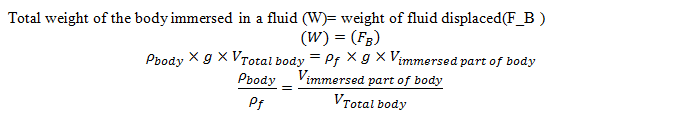 Total weight of the body immersed in a fluid (W)= weight of fluid displaced(F_B )
(W) = (F_B)
ρ_body × g × V_Total body = ρ_f × g × V_immersed part of body
ρ_body / ρ_f = V_immersed part of body / V_Total body